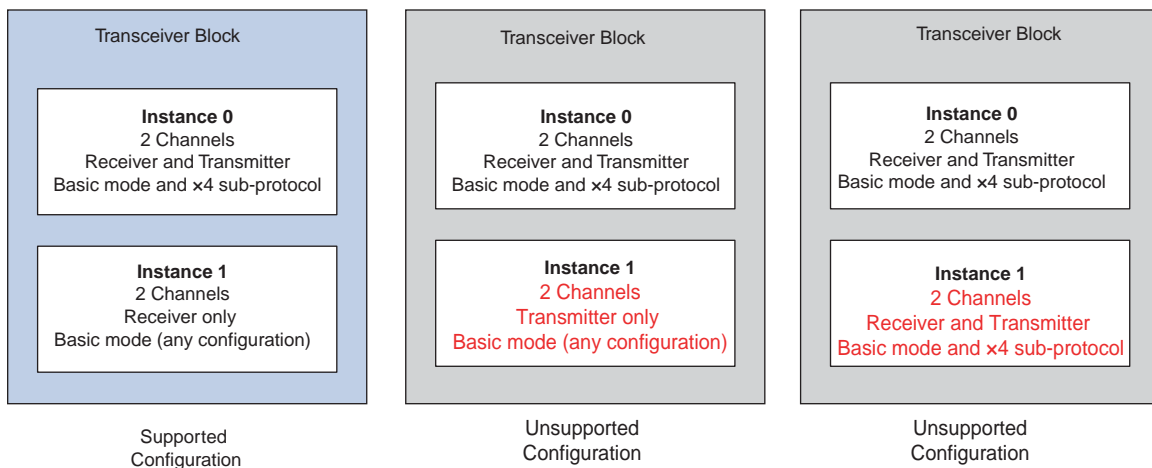 Transceiver Block
Instance 0
2 Channels
Receiver and Transmitter
Basic mode and ×4 sub-protocol
Instance 1
2 Channels
Receiver only
Basic mode (any configuration)
Supported
Configuration
Transceiver Block
Instance 0
2 Channels
Receiver and Transmitter
Basic mode and ×4 sub-protocol
Instance 1
2 Channels
Transmitter only
Basic mode (any configuration)
Unsupported
Configuration
Transceiver Block
Instance 0
2 Channels
Receiver and Transmitter
Basic mode and ×4 sub-protocol
Instance 1
2 Channels
Receiver and Transmitter
Basic mode and ×4 sub-protocol
Unsupported
Configuration